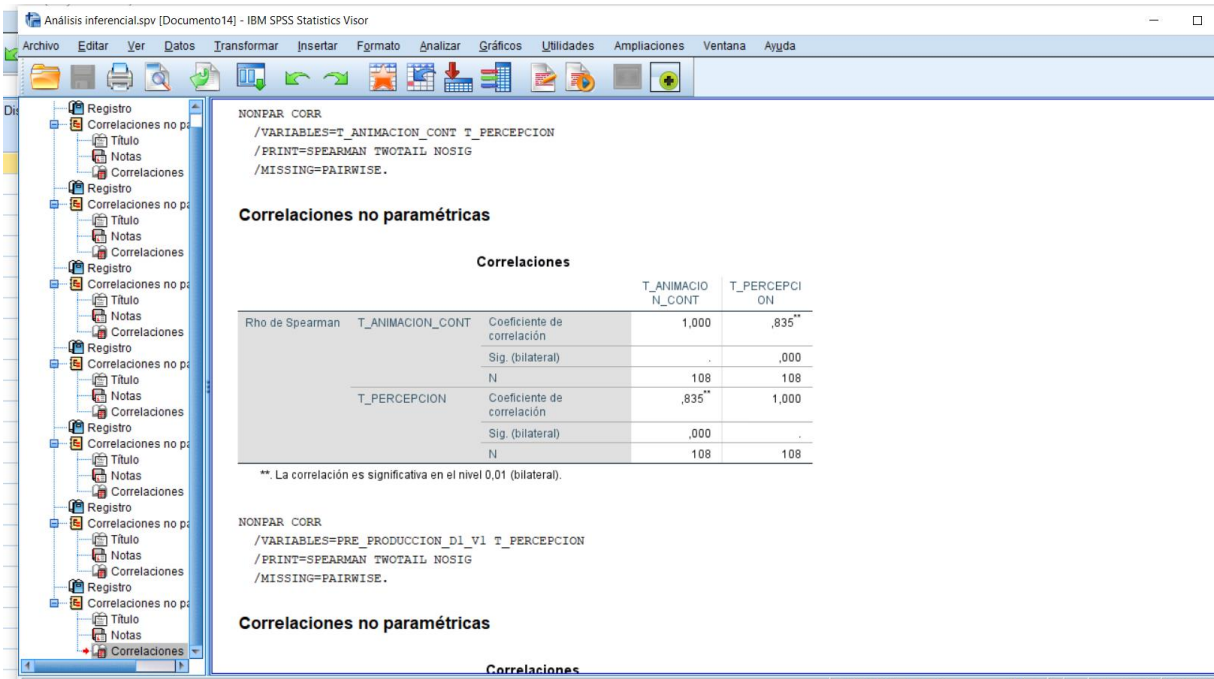 Análisis inferencial.spv [Documento14] - IBM SPSS Statistics Visor
Archivo Editar Ver Datos Transformar Insertar Formato Analizar Gráficos Utilidades Ampliaciones Ventana Ayuda
Registro
Correlaciones no pa
Título
Notas
Correlaciones
Registro
Correlaciones no pa
Título
Notas
Correlaciones
Registro
Correlaciones no pa
Título
Notas
Correlaciones
Registro
Correlaciones no pa
Título
Notas
Correlaciones
Registro
Correlaciones no pa
Título
Notas
Correlaciones
Registro
Correlaciones no pa
Título
Notas
Correlaciones
Registro
Correlaciones no pa
Título
Notas
Correlaciones
NONPAR CORR
/VARIABLES=T_ANIMACION_CONT T_PERCEPCION
/PRINT=SPEARMAN TWOTAIL NOSIG
/MISSING=PAIRWISE.
Correlaciones no paramétricas
Correlaciones
T_ANIMACIO T_PERCEPCI
N_CONT ON
Rho de Spearman T_ANIMACION_CONT Coeficiente de 1,000 ,835**
correlación
Sig. (bilateral) . ,000
N 108 108
T_PERCEPCION Coeficiente de ,835** 1,000
correlación
Sig. (bilateral) ,000 .
N 108 108
**. La correlación es significativa en el nivel 0,01 (bilateral).
NONPAR CORR
/VARIABLES=PRE_PRODUCCION_D1_V1 T_PERCEPCION
/PRINT=SPEARMAN TWOTAIL NOSIG
/MISSING=PAIRWISE.
Correlaciones no paramétricas
Correlaciones